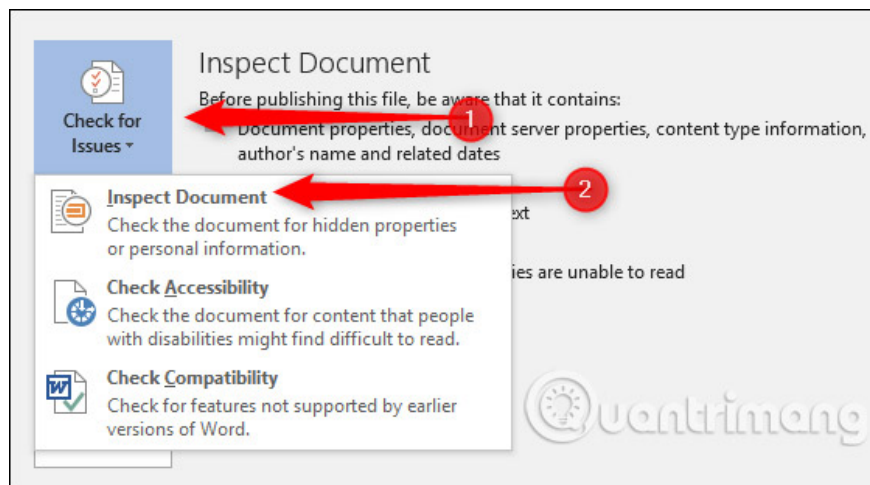 Check for
Issues
Inspect Document
Before publishing this file, be aware that it contains:
Document properties, document server properties, content type information,
author's name and related dates
1
Inspect Document
2
Check the document for hidden properties
or personal information.
ext
Check Accessibility
ies are unable to read
Check the document for content that people
with disabilities might find difficult to read.
Check Compatibility
Check for features not supported by earlier
versions of Word.
Quantrimang